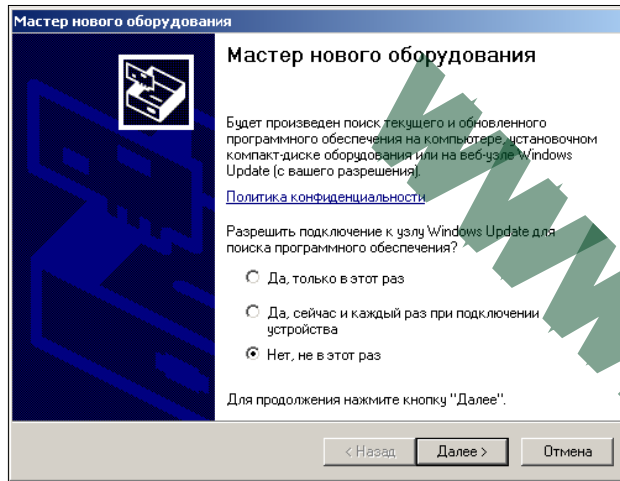 Мастер нового оборудования
Мастер нового оборудования
Будет произведен поиск текущего и обновленного
программного обеспечения на компьютере, установочном
компакт-диске оборудования или на веб-узле Windows
Update (с вашего разрешения).
Политика конфиденциальности
Разрешить подключение к узлу Windows Update для
поиска программного обеспечения?
Да, только в этот раз
Да, сейчас и каждый раз при подключении
устройства
Нет, не в этот раз
Для продолжения нажмите кнопку "Далее".
< Назад
Далее >
Отмена
WW